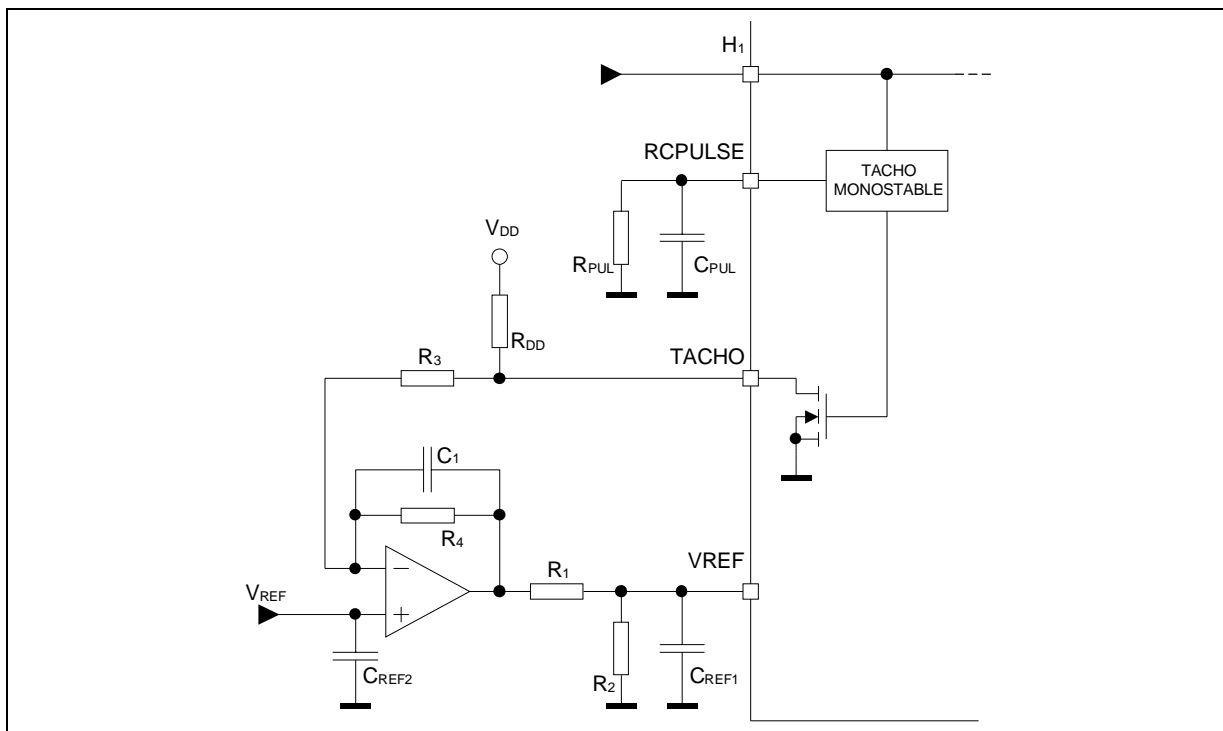 H1
RCPULSE
TACHO
MONOSTABLE
VDD
RPUL
CPUL
RDD
R3
TACHO
C1
R4
VREF
R1
VREF
−
+
CREF2
R2
CREF1